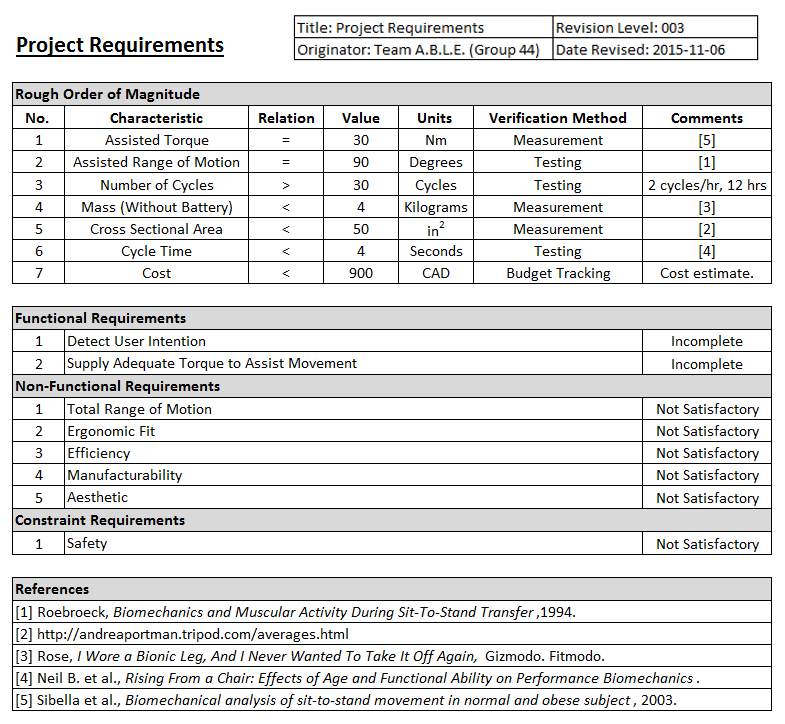 Project Requirements
Title: Project Requirements Revision Level: 003
Originator: Team A.B.L.E. (Group 44) Date Revised: 2015-11-06
Rough Order of Magnitude
No. Characteristic Relation Value Units Verification Method Comments
1 Assisted Torque = 30 Nm Measurement [5]
2 Assisted Range of Motion = 90 Degrees Testing [1]
3 Number of Cycles > 30 Cycles Testing 2 cycles/hr, 12 hrs
4 Mass (Without Battery) < 4 Kilograms Measurement [3]
5 Cross Sectional Area < 50 in² Measurement [2]
6 Cycle Time < 4 Seconds Testing [4]
7 Cost < 900 CAD Budget Tracking Cost estimate.
Functional Requirements
1 Detect User Intention Incomplete
2 Supply Adequate Torque to Assist Movement Incomplete
Non-Functional Requirements
1 Total Range of Motion Not Satisfactory
2 Ergonomic Fit Not Satisfactory
3 Efficiency Not Satisfactory
4 Manufacturability Not Satisfactory
5 Aesthetic Not Satisfactory
Constraint Requirements
1 Safety Not Satisfactory
References
[1] Roebroeck, Biomechanics and Muscular Activity During Sit-To-Stand Transfer ,1994.
[2] http://andreaportman.tripod.com/averages.html
[3] Rose, I Wore a Bionic Leg, And I Never Wanted To Take It Off Again, Gizmodo. Fitmodo.
[4] Neil B. et al., Rising From a Chair: Effects of Age and Functional Ability on Performance Biomechanics .
[5] Sibella et al., Biomechanical analysis of sit-to-stand movement in normal and obese subject , 2003.